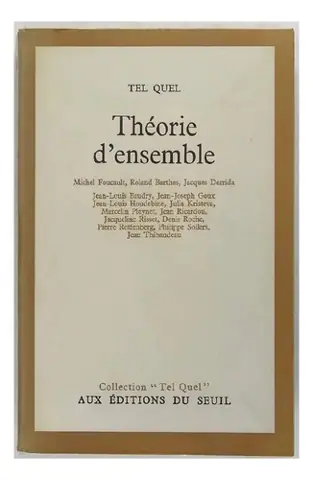 TEL QUEL
Théorie
d'ensemble
Michel Foucault, Roland Barthes, Jacques Derrida
Jean-Louis Baudry, Jean-Joseph Goux
Jean-Louis Houdebine, Julia Kristeva,
Marcelin Pleynet, Jean Ricardou,
Jacqueline Risset, Denis Roche,
Pierre Rottenberg, Philippe Sollers,
Jean Thibaudeau
Collection "Tel Quel"
AUX ÉDITIONS DU SEUIL